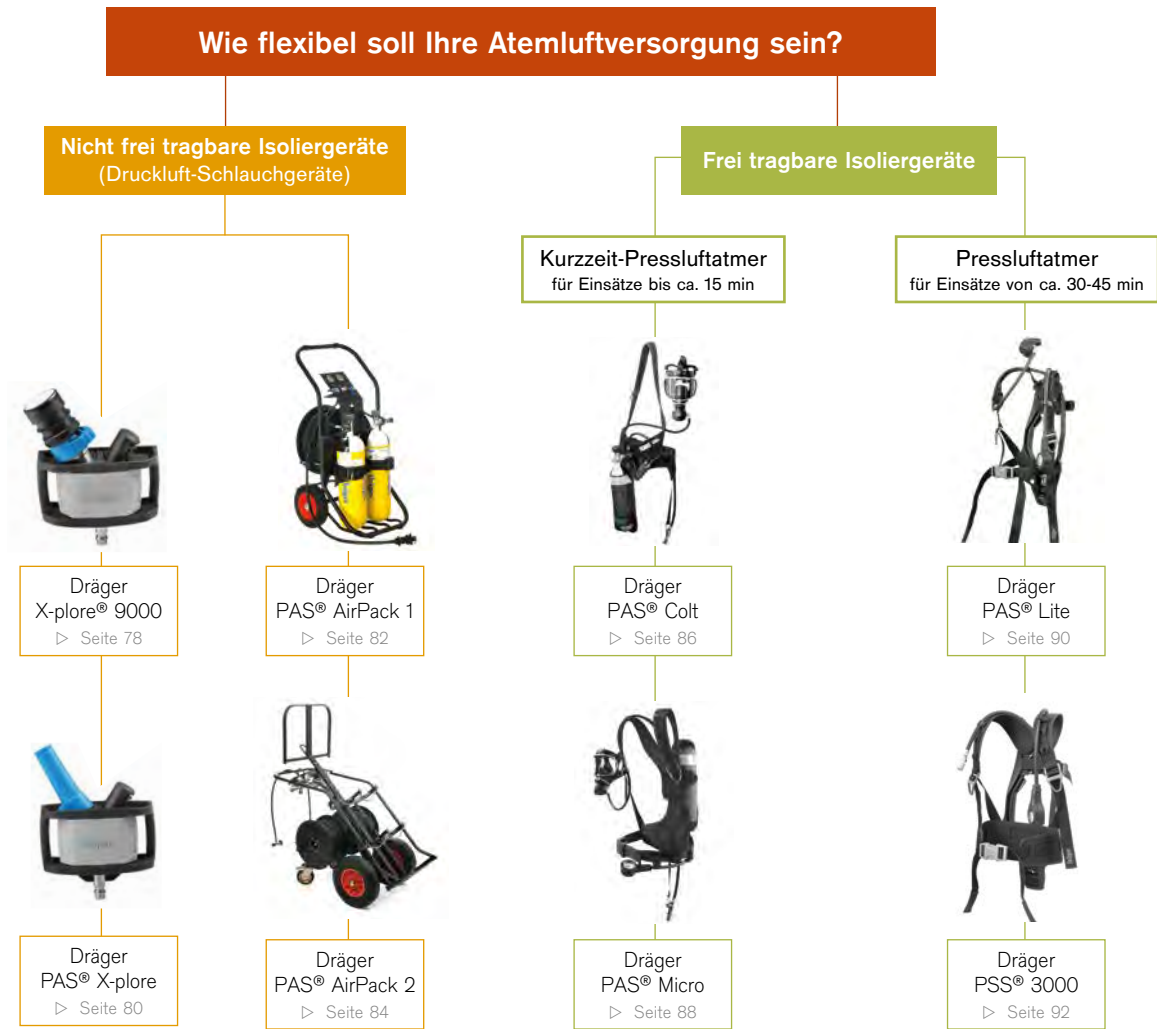 Wie flexibel soll Ihre Atemluftversorgung sein?
Nicht frei tragbare Isoliergeräte
(Druckluft-Schlauchgeräte)
Frei tragbare Isoliergeräte
Kurzzeit-Pressluftatmer
für Einsätze bis ca. 15 min
Pressluftatmer
für Einsätze von ca. 30-45 min
Dräger
X-plore® 9000
▷ Seite 78
Dräger
PAS® AirPack 1
▷ Seite 82
Dräger
PAS® Colt
▷ Seite 86
Dräger
PAS® Lite
▷ Seite 90
Dräger
PAS® X-plore
▷ Seite 80
Dräger
PAS® AirPack 2
▷ Seite 84
Dräger
PAS® Micro
▷ Seite 88
Dräger
PSS® 3000
▷ Seite 92